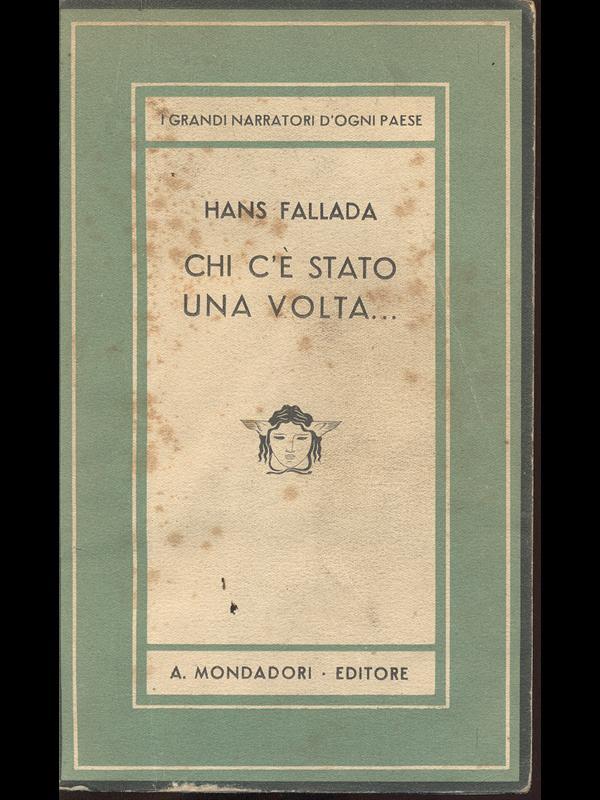 I GRANDI NARRATORI D'OGNI PAESE
HANS FALLADA
CHI C'È STATO
UNA VOLTA...
A. MONDADORI · EDITORE